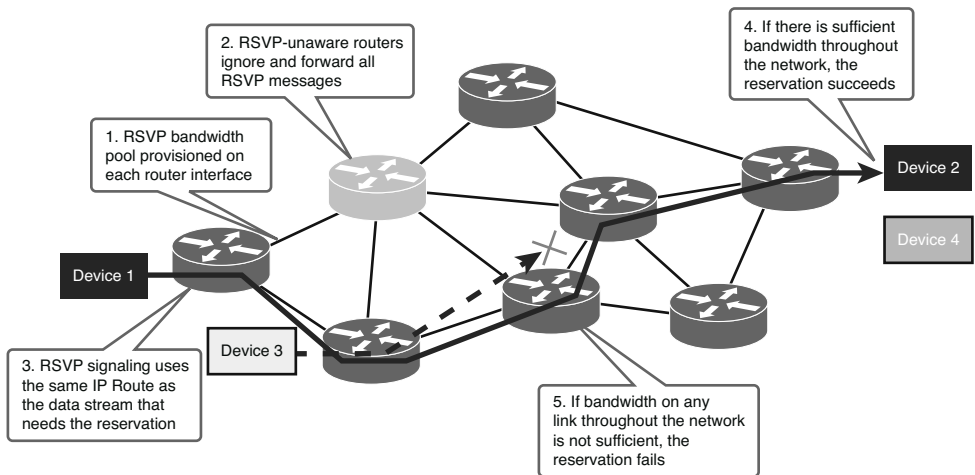 2. RSVP-unaware routers
ignore and forward all
RSVP messages
4. If there is sufficient
bandwidth throughout
the network, the
reservation succeeds
1. RSVP bandwidth
pool provisioned on
each router interface
Device 2
Device 4
Device 1
Device 3
3. RSVP signaling uses
the same IP Route as
the data stream that
needs the reservation
5. If bandwidth on any
link throughout the network
is not sufficient, the
reservation fails